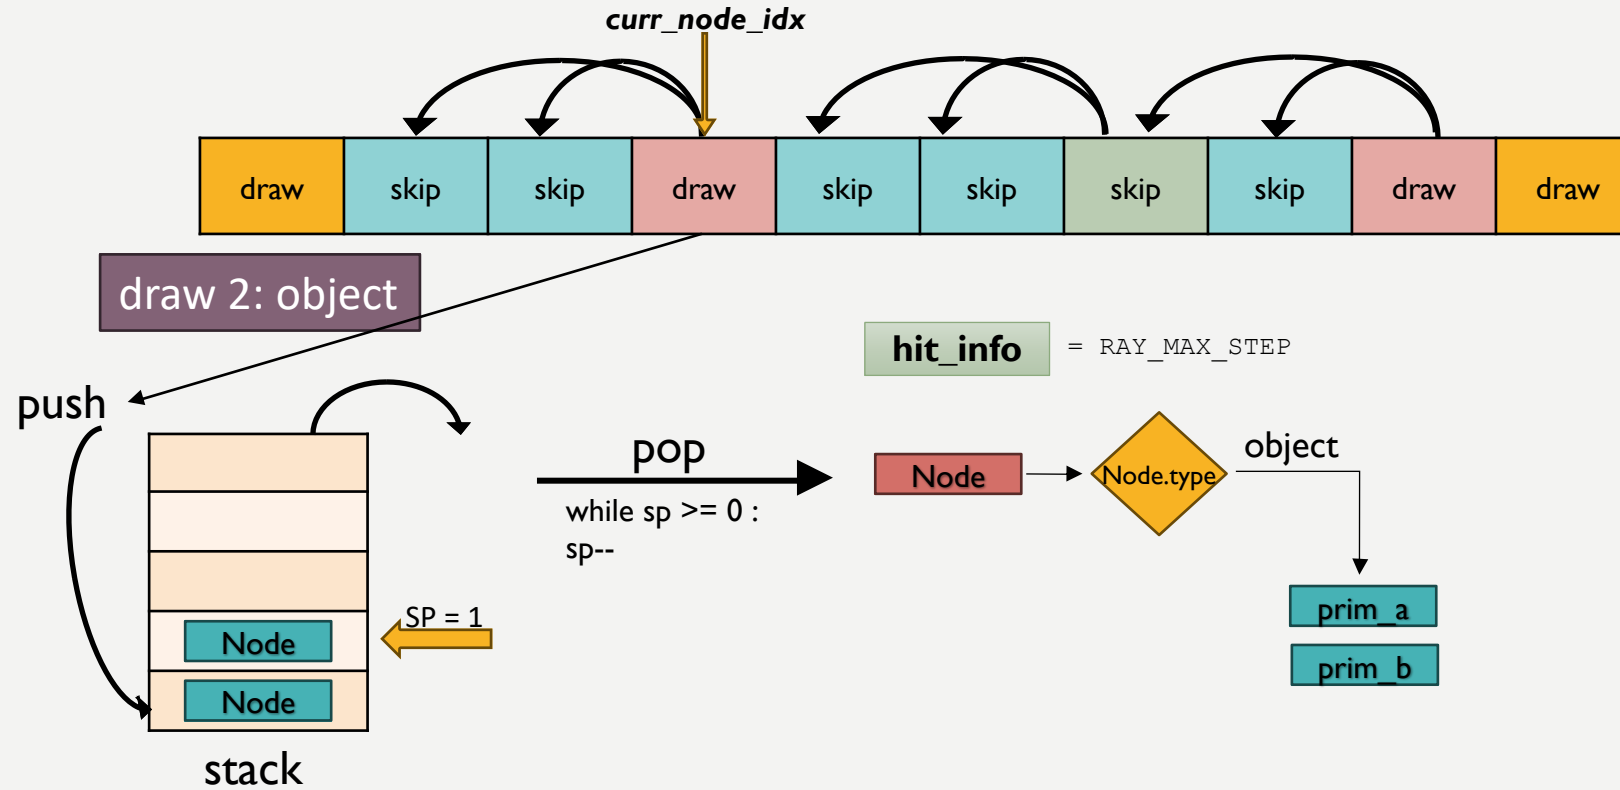 curr_node_idx
draw skip skip draw skip skip skip skip draw draw
draw 2: object
hit_info = RAY_MAX_STEP
push
pop
while sp >= 0 :
sp--
Node
Node.type
object
SP = 1
Node
Node
prim_a
prim_b
stack